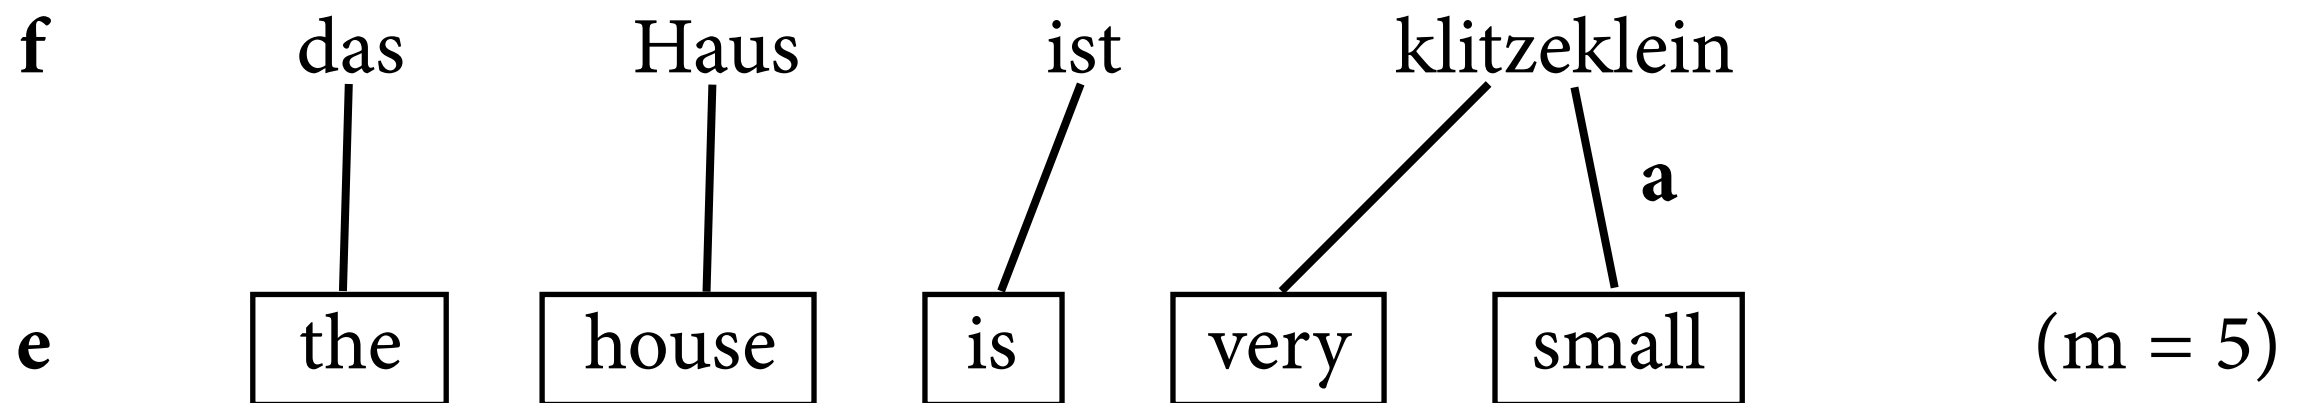 f das Haus ist klitzeklein
a
e the house is very small (m = 5)